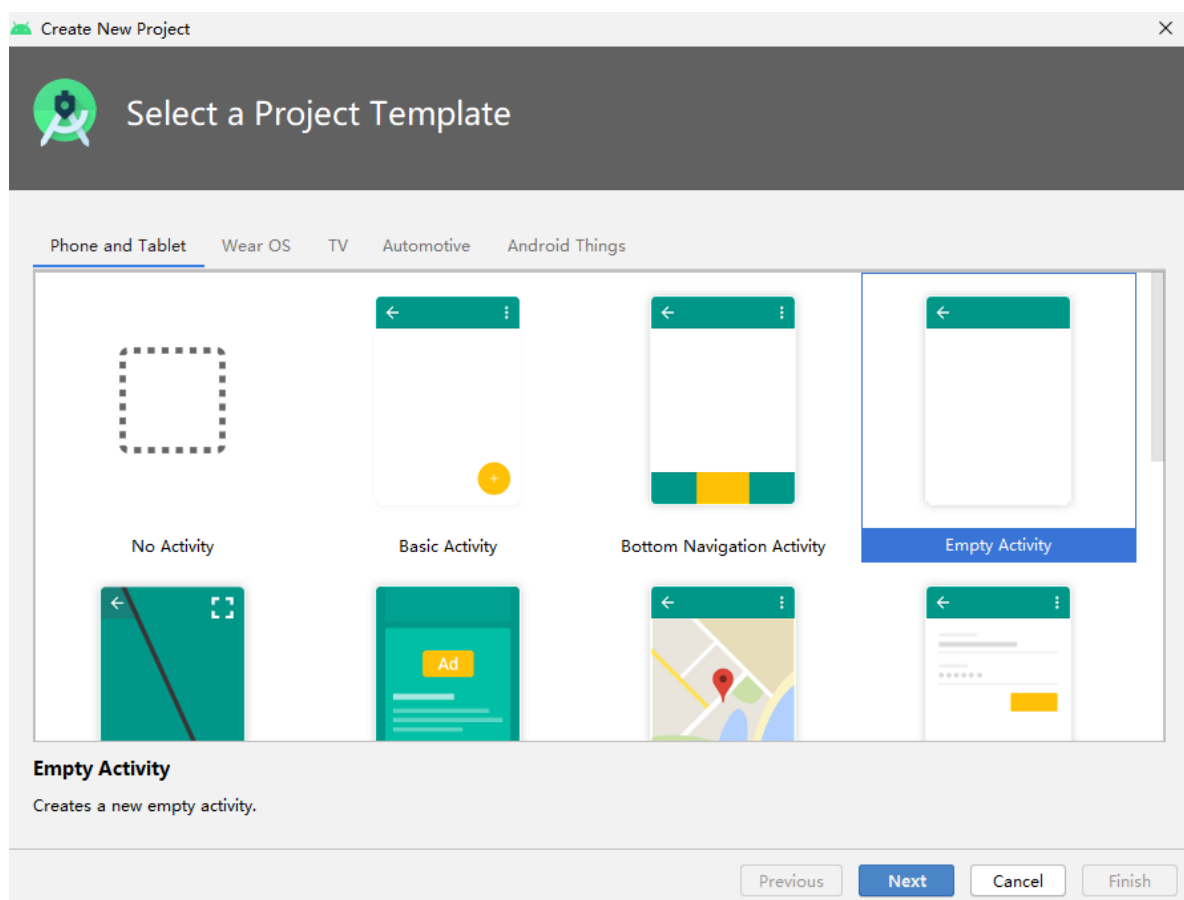 Create New Project
Select a Project Template
Phone and Tablet Wear OS TV Automotive Android Things
No Activity Basic Activity Bottom Navigation Activity Empty Activity
Ad
Empty Activity
Creates a new empty activity.
Previous Next Cancel Finish